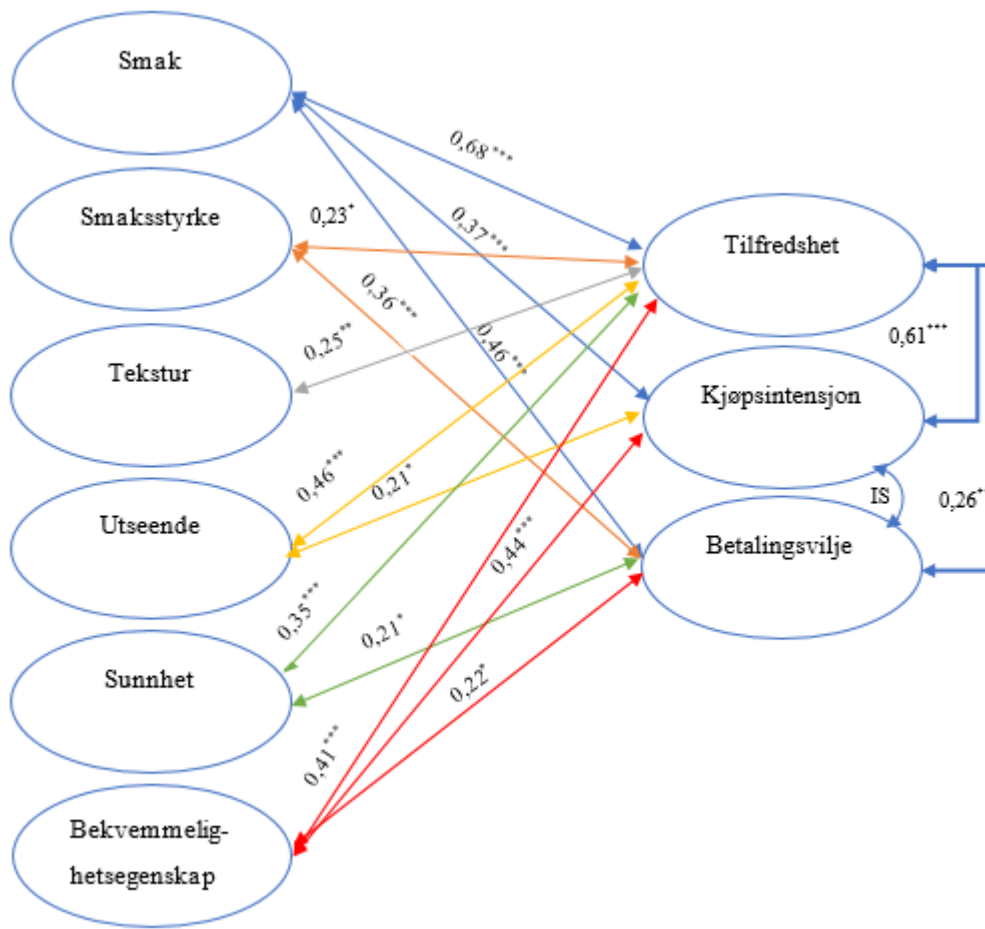 Smak
0,68***
Smaksstyrke
0,23*
0,37***
Tilfredshet
0,36***
0,61***
Tekstur
0,25**
0,46***
Kjøpsintensjon
0,46***
0,21*
IS
0,26**
Utseende
Betalingsvilje
0,44***
0,35***
0,21*
Sunnhet
0,22*
0,41***
Bekvemmelig-
hetsegenskap